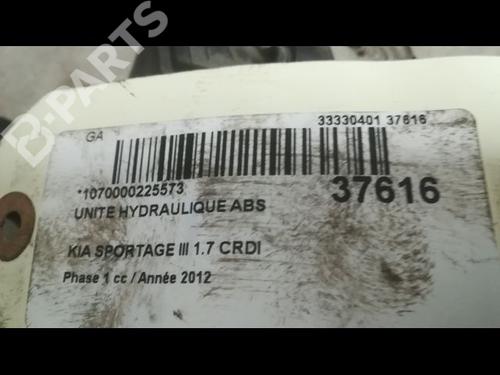 B-PARTS
GA
33330401 37616
*1070000225573
37616
UNITE HYDRAULIQUE ABS
KIA SPORTAGE III 1.7 CRDI
Phase 1 cc / Année 2012